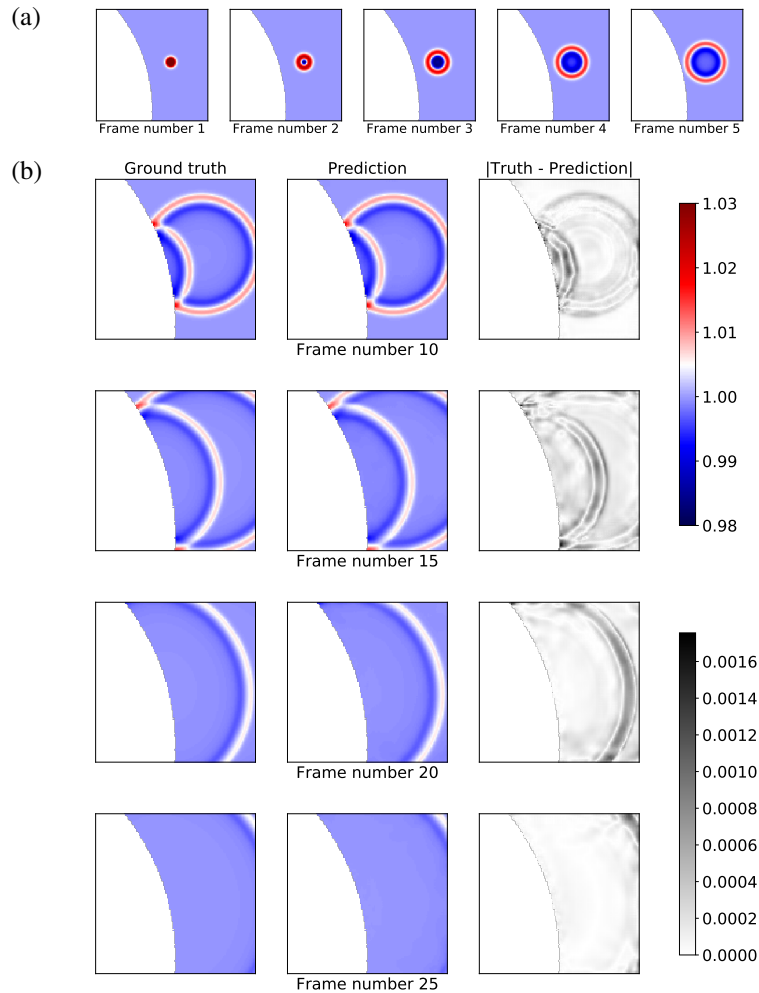 (a)
Frame number 1 Frame number 2 Frame number 3 Frame number 4 Frame number 5
(b)
Ground truth Prediction |Truth - Prediction|
Frame number 10
Frame number 15
Frame number 20
Frame number 25
1.03
1.02
1.01
1.00
0.99
0.98
0.0016
0.0014
0.0012
0.0010
0.0008
0.0006
0.0004
0.0002
0.0000